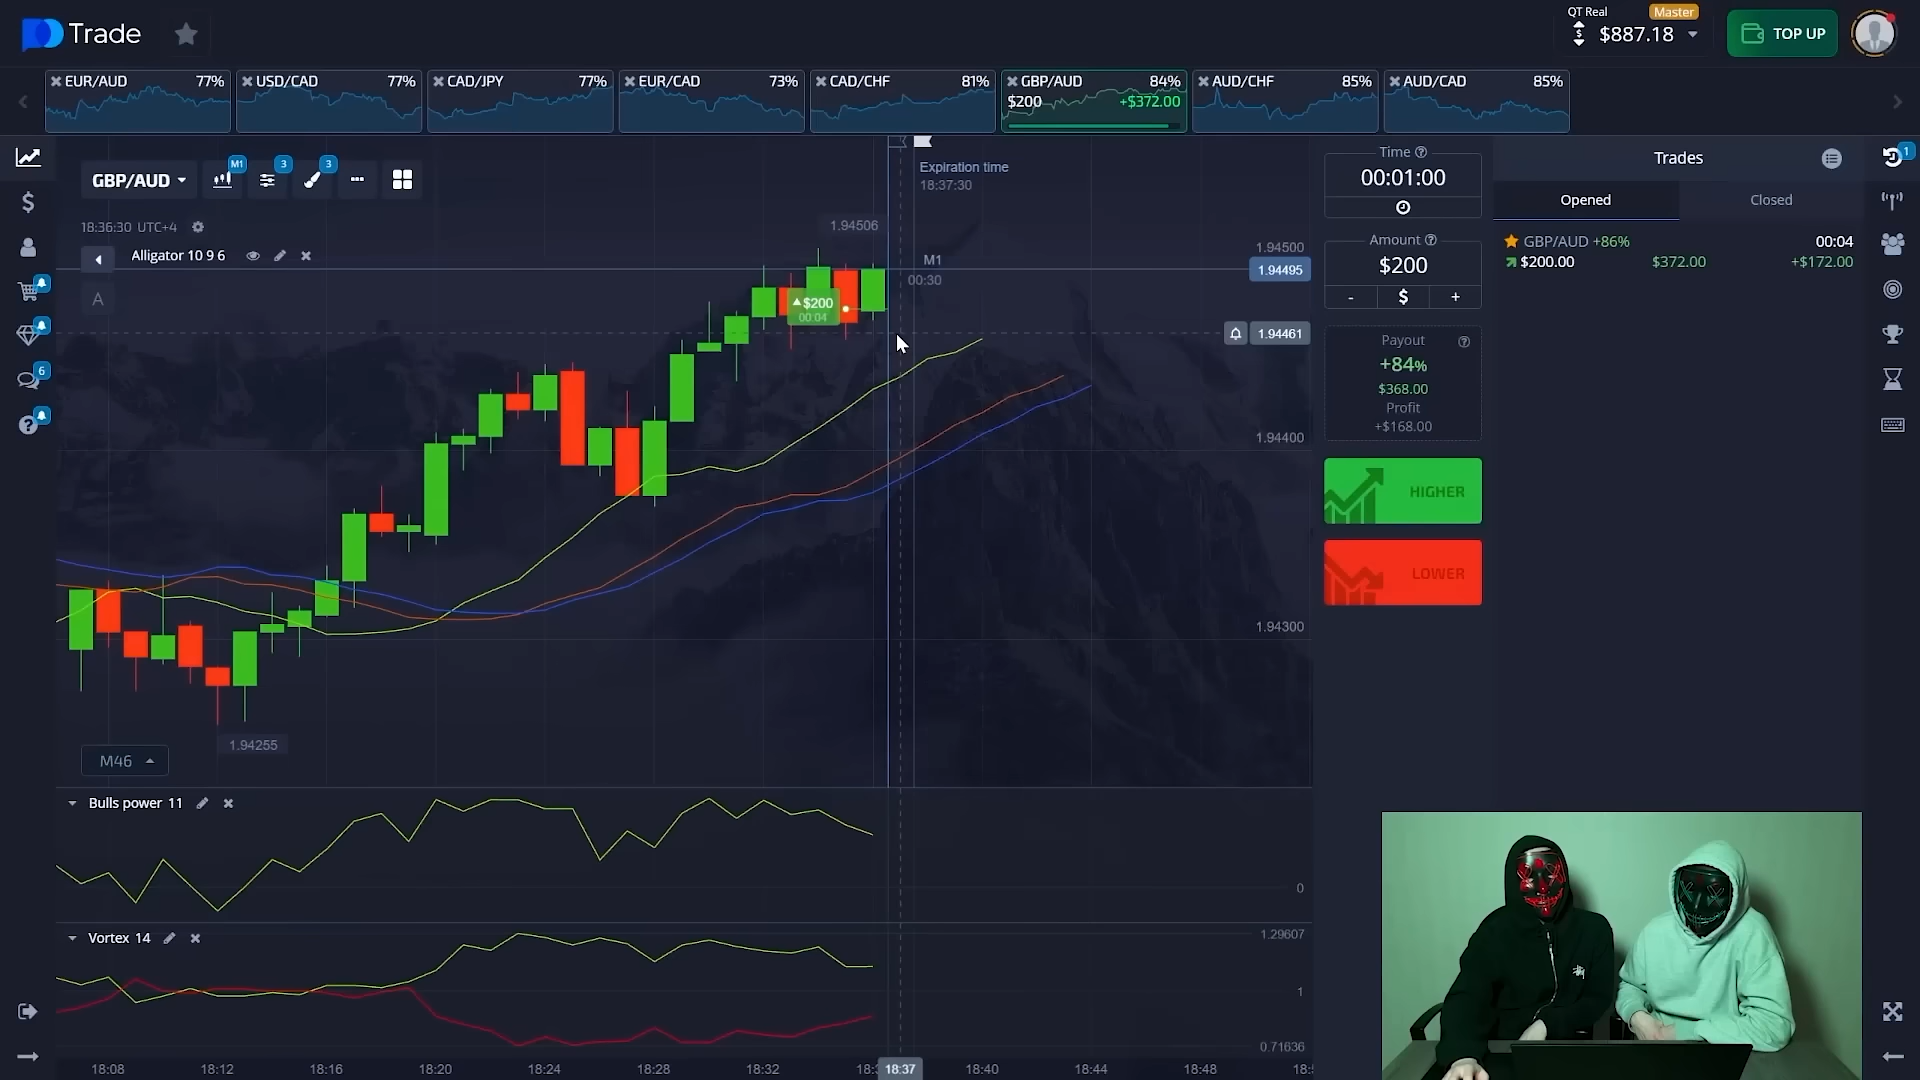 Trade
QT Real
Master
$887.18
TOP UP
EUR/AUD 77%
USD/CAD 77%
CAD/JPY 77%
EUR/CAD 73%
CAD/CHF 81%
GBP/AUD 84%
$200 +$372.00
AUD/CHF 85%
AUD/CAD 85%
GBP/AUD
M1
3
3
18:36:30 UTC+4
Alligator 10 9 6
A
Expiration time
18:37:30
1.94506
M1
00:30
$200
00:04
1.94500
1.94495
1.94461
1.94400
1.94300
1.94255
M46
Bulls power 11
0
Vortex 14
1.29607
1
0.71636
18:08
18:12
18:16
18:20
18:24
18:28
18:32
18:37
18:40
18:44
18:48
6
Time
00:01:00
Amount
$200
- $ +
Payout
+84%
$368.00
Profit
+$168.00
HIGHER
LOWER
Trades
Opened Closed
GBP/AUD +86% 00:04
$200.00 $372.00 +$172.00
1